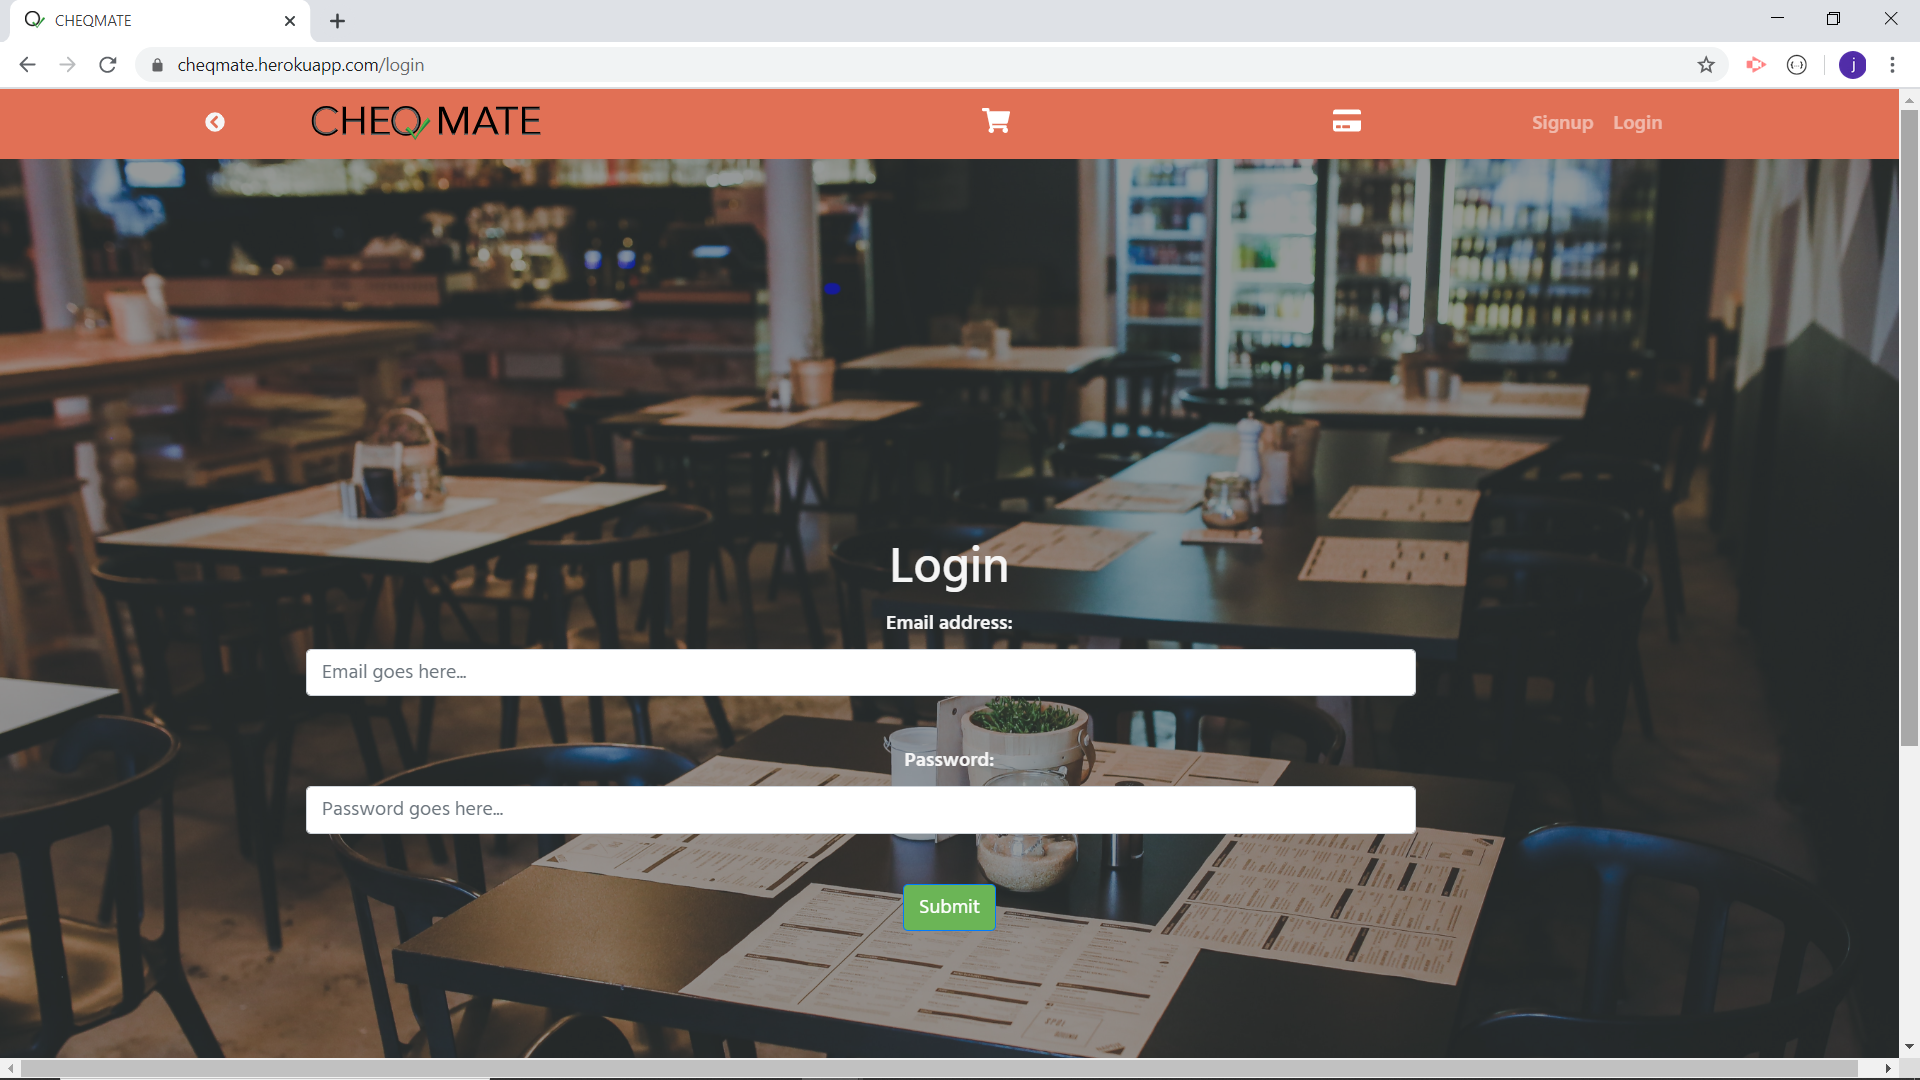 CHEQMATE
cheqmate.herokuapp.com/login
j
CHEQ MATE
Signup Login
Login
Email address:
Email goes here...
Password:
Password goes here...
Submit